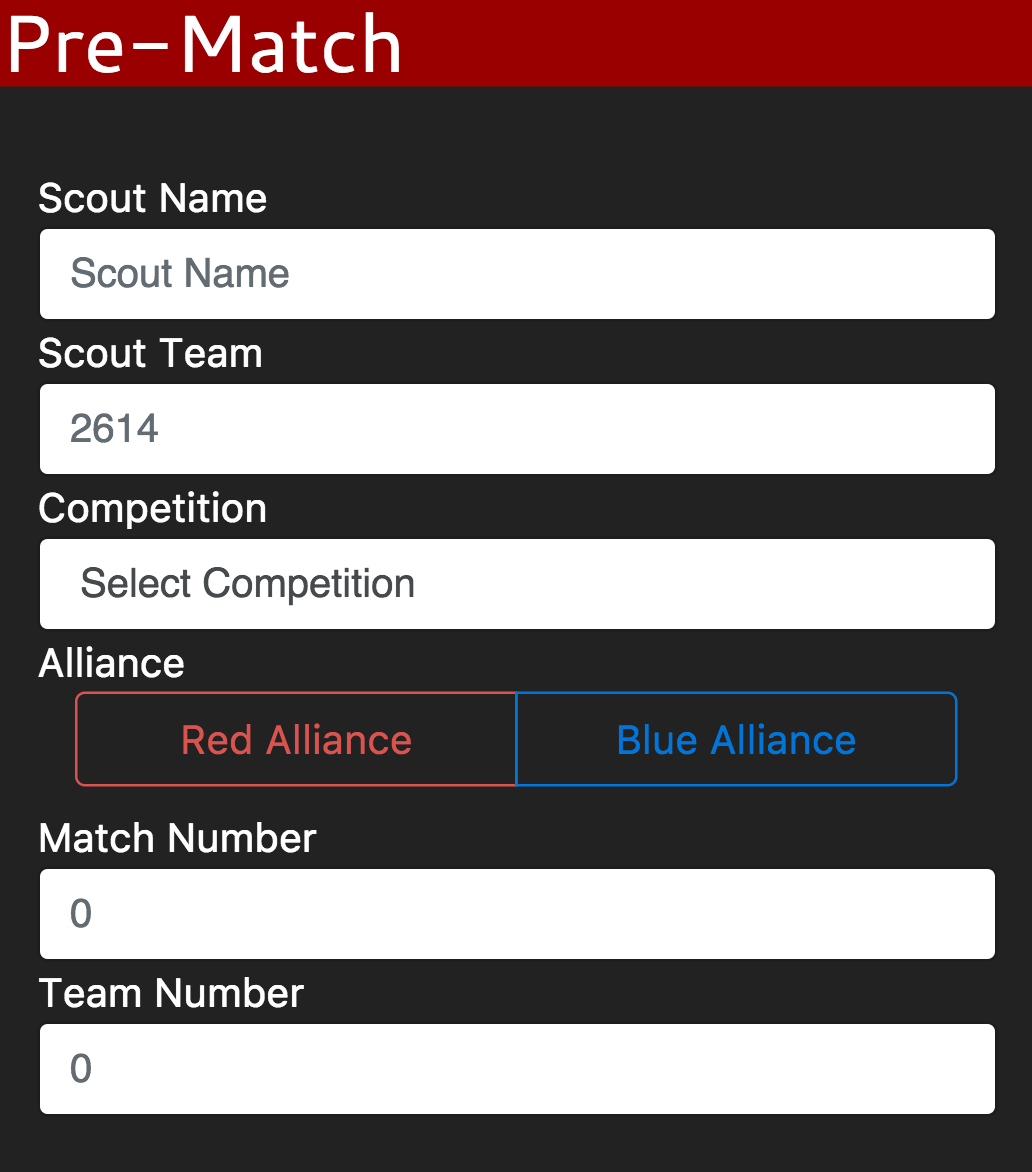 Pre-Match
Scout Name
Scout Name
Scout Team
2614
Competition
Select Competition
Alliance
Red Alliance Blue Alliance
Match Number
0
Team Number
0